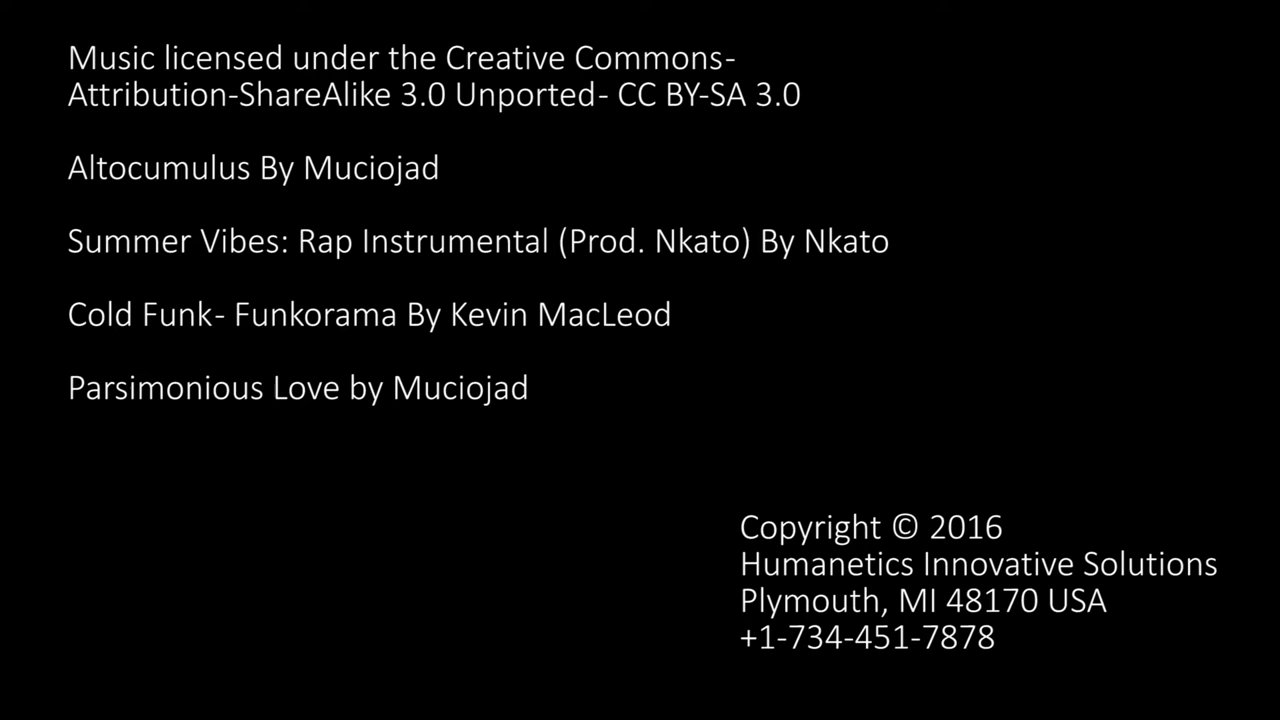 Music licensed under the Creative Commons-
Attribution-ShareAlike 3.0 Unported- CC BY-SA 3.0
Altocumulus By Muciojad
Summer Vibes: Rap Instrumental (Prod. Nkato) By Nkato
Cold Funk- Funkorama By Kevin MacLeod
Parsimonious Love by Muciojad
Copyright © 2016
Humanetics Innovative Solutions
Plymouth, MI 48170 USA
+1-734-451-7878